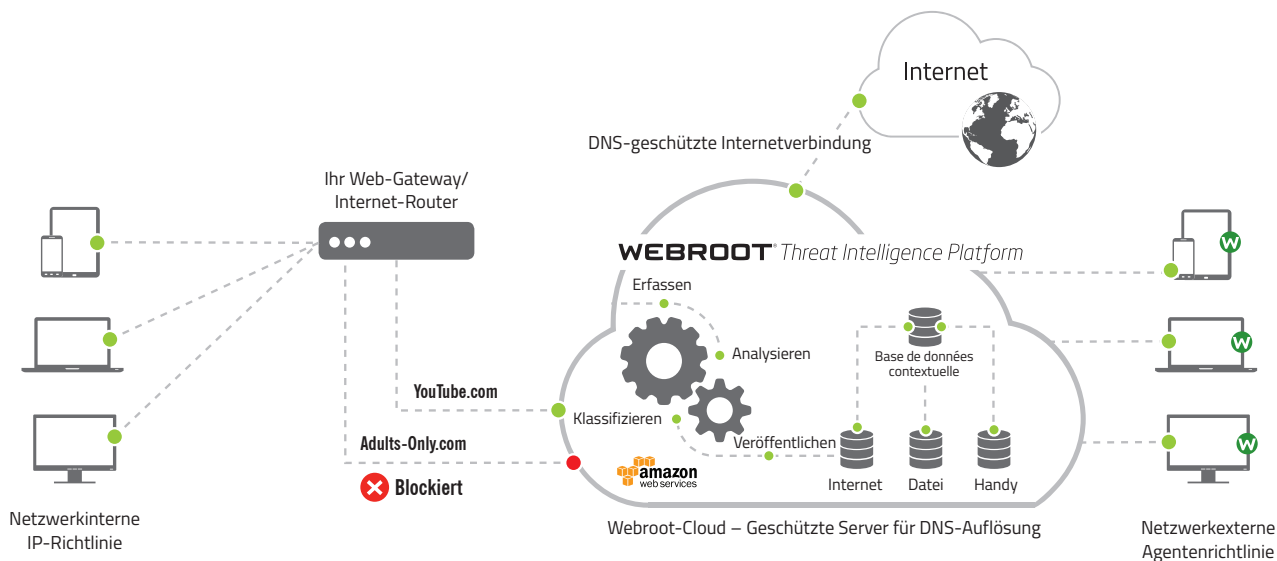 Internet
DNS-geschützte Internetverbindung
Ihr Web-Gateway/
Internet-Router
WEBROOT® Threat Intelligence Platform
Erfassen
Analysieren
Base de données
contextuelle
YouTube.com
Klassifizieren
Adults-Only.com
Veröffentlichen
Blockiert
amazon
web services
Internet
Datei
Handy
Netzwerkinterne
IP-Richtlinie
Webroot-Cloud – Geschützte Server für DNS-Auflösung
Netzwerkexterne
Agentenrichtlinie
W
W
W